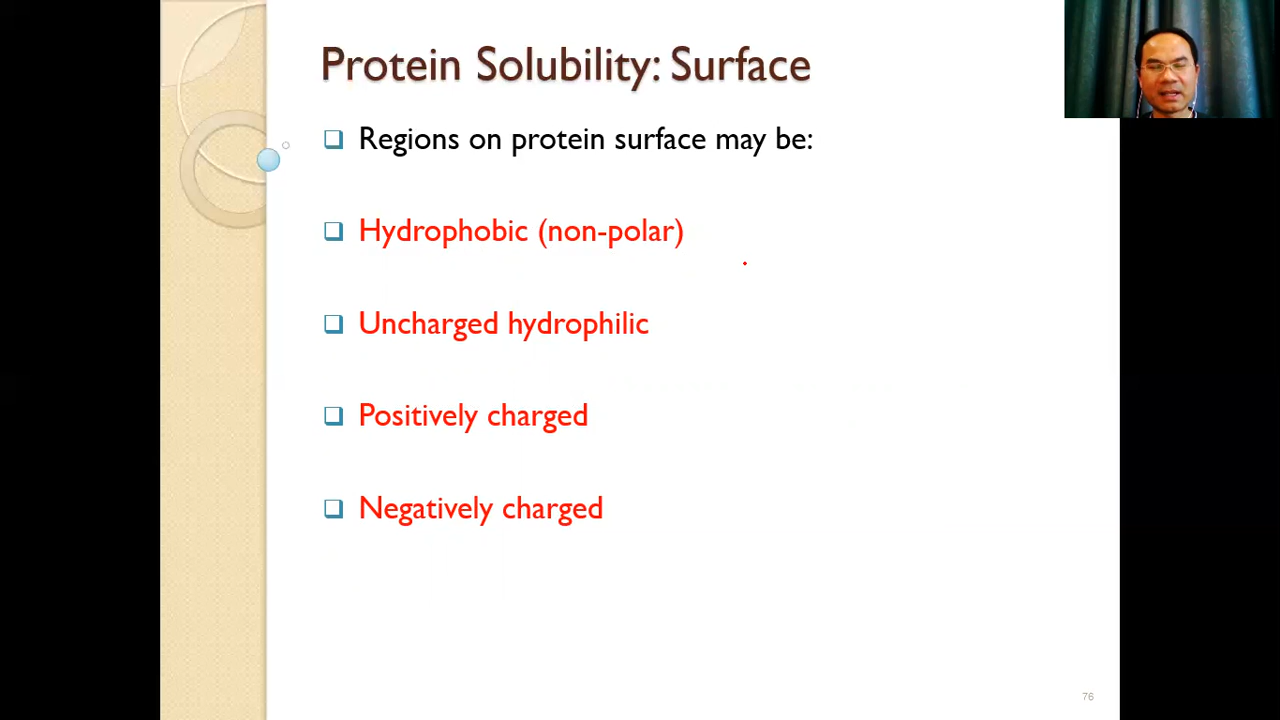 Protein Solubility: Surface
Regions on protein surface may be:
Hydrophobic (non-polar)
Uncharged hydrophilic
Positively charged
Negatively charged
76